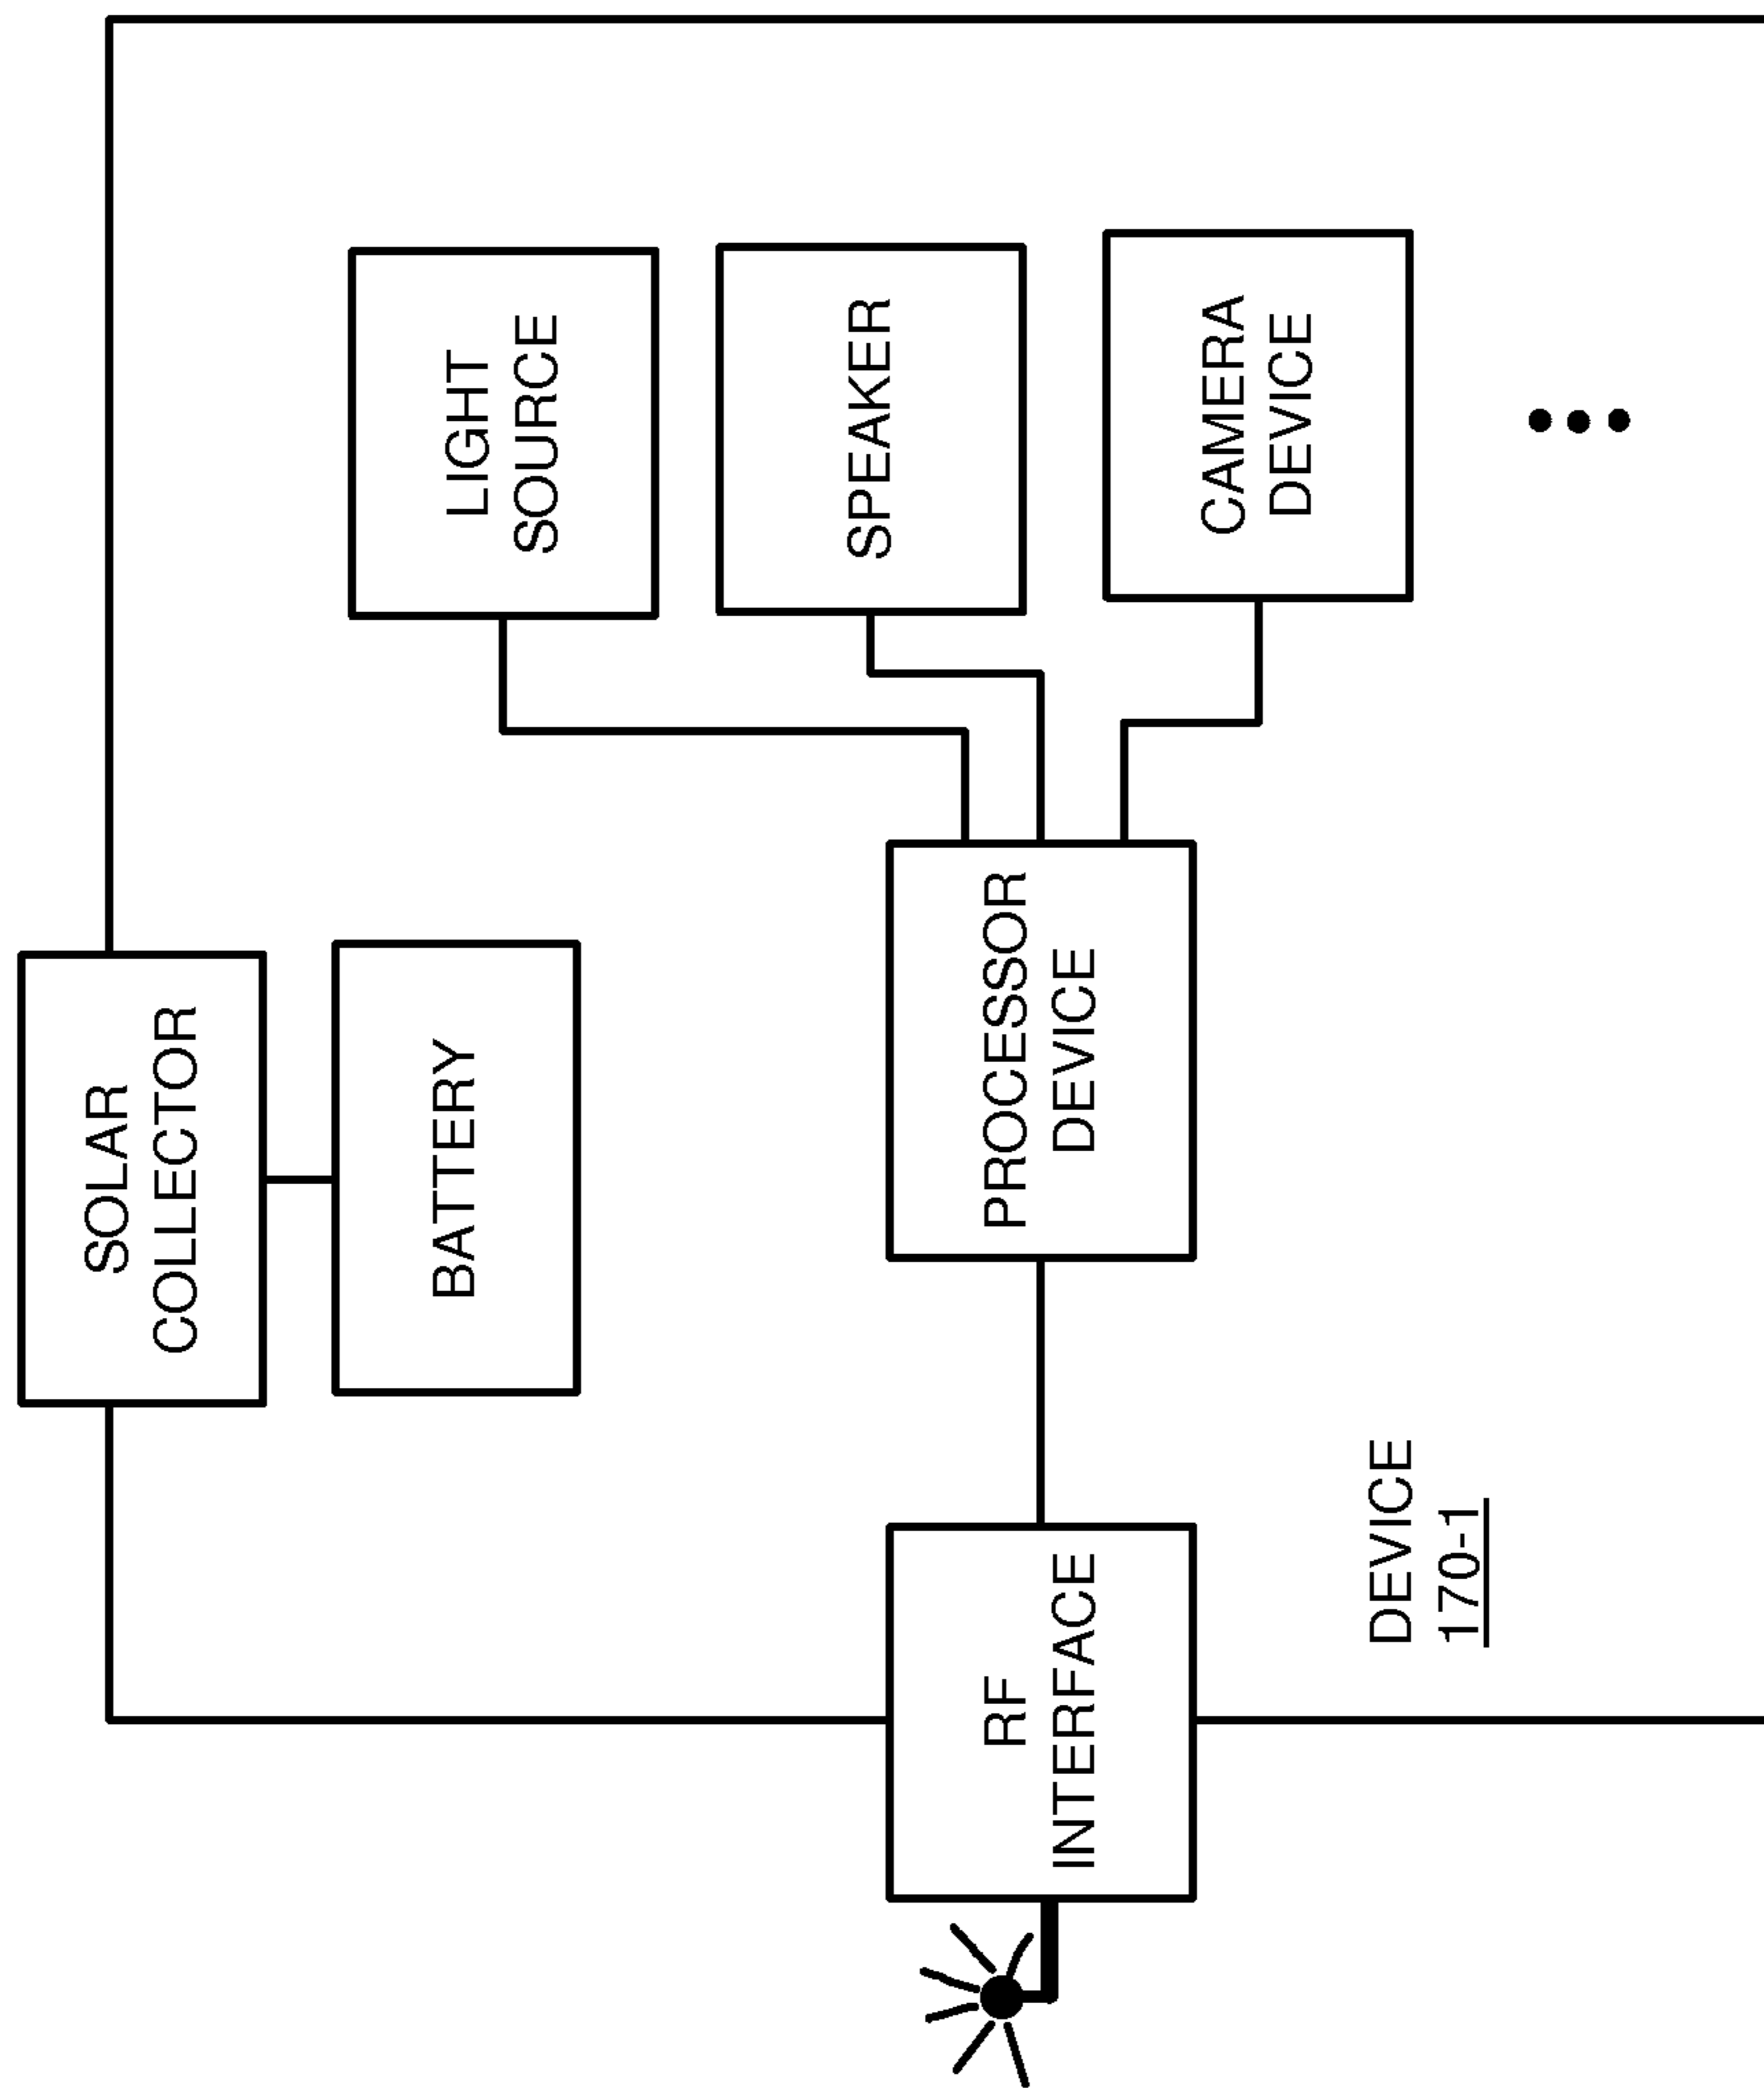 SOLAR
COLLECTOR
BATTERY
LIGHT
SOURCE
SPEAKER
CAMERA
DEVICE
PROCESSOR
DEVICE
RF
INTERFACE
DEVICE
170-1